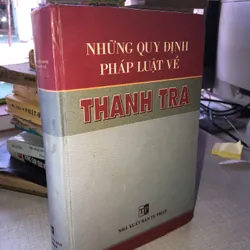 NHỮNG QUY ĐỊNH
PHÁP LUẬT VỀ
THANH TRA
NHÀ XUẤT BẢN TƯ PHÁP